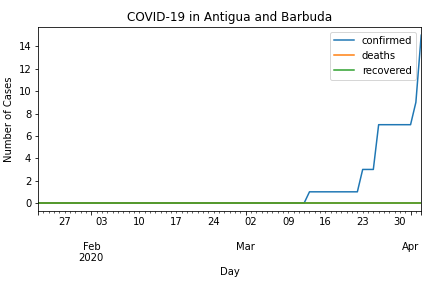 COVID-19 in Antigua and Barbuda
confirmed
deaths
recovered
Number of Cases
14
12
10
8
6
4
2
0
27 03 10 17 24 02 09 16 23 30
Feb Mar Apr
2020
Day